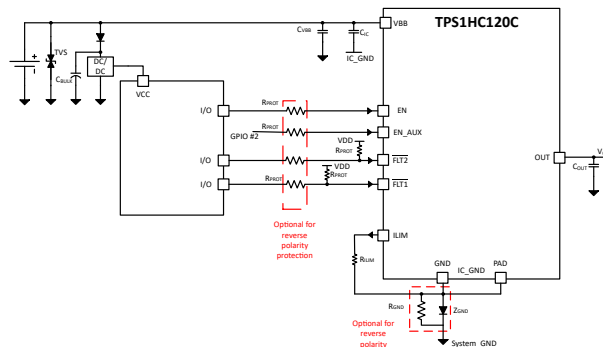 TPS1HC120C
CVBB
CIC
VBB
IC_GND
TVS
DC/
DC
CBULK
VCC
I/O
RPROT
EN
GPIO #2
RPROT
EN_AUX
VDD
RPROT
I/O
FLT2
VDD
RPROT
I/O
RPROT
FLT1
OUT
COUT
Optional for
reverse
polarity
protection
ILIM
RILIM
GND
IC_GND
PAD
RGND
ZGND
Optional for
reverse
polarity
System_GND